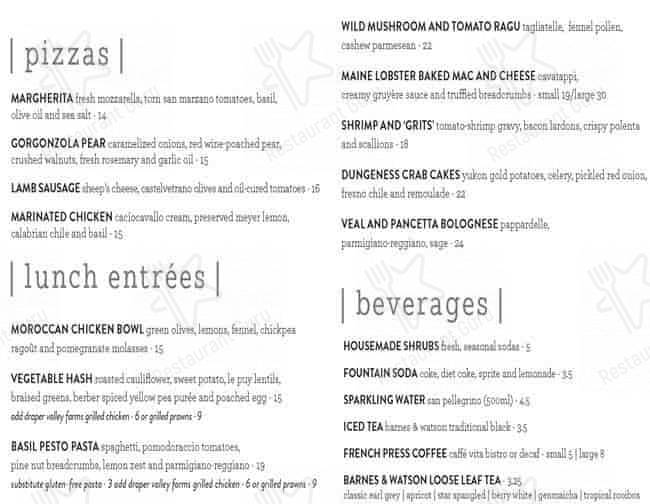 | pizzas |
MARGHERITA fresh mozzarella, torn san marzano tomatoes, basil,
olive oil and sea salt · 14
GORGONZOLA PEAR caramelized onions, red wine-poached pear,
crushed walnuts, fresh rosemary and garlic oil · 15
LAMB SAUSAGE sheep's cheese, castelvetrano olives and oil-cured tomatoes · 16
MARINATED CHICKEN caciocavallo cream, preserved meyer lemon,
calabrian chile and basil · 15
| lunch entrées |
MOROCCAN CHICKEN BOWL green olives, lemons, fennel, chickpea
ragoût and pomegranate molasses · 15
VEGETABLE HASH roasted cauliflower, sweet potato, le puy lentils,
braised greens, berber spiced yellow pea purée and poached egg · 15
add draper valley farms grilled chicken · 6 or grilled prawns · 9
BASIL PESTO PASTA spaghetti, pomodoraccio tomatoes,
pine nut breadcrumbs, lemon zest and parmigiano-reggiano · 19
substitute gluten-free pasta · 3 add draper valley farms grilled chicken · 6 or grilled prawns · 9
WILD MUSHROOM AND TOMATO RAGU tagliatelle, fennel pollen,
cashew parmesean · 22
MAINE LOBSTER BAKED MAC AND CHEESE cavatappi,
creamy gruyère sauce and truffled breadcrumbs · small 19/large 30
SHRIMP AND 'GRITS' tomato-shrimp gravy, bacon lardons, crispy polenta
and scallions · 18
DUNGENESS CRAB CAKES yukon gold potatoes, celery, pickled red onion,
fresno chile and remoulade · 22
VEAL AND PANCETTA BOLOGNESE pappardelle,
parmigiano-reggiano, sage · 24
| beverages |
HOUSEMADE SHRUBS fresh, seasonal sodas · 5
FOUNTAIN SODA coke, diet coke, sprite and lemonade · 3.5
SPARKLING WATER san pellegrino (500ml) · 4.5
ICED TEA barnes & watson traditional black · 3.5
FRENCH PRESS COFFEE caffé vita bistro or decaf · small 5 | large 8
BARNES & WATSON LOOSE LEAF TEA · 3.25
classic earl grey | apricot | star spangled | berry white | genmaicha | tropical rooibos
Restaurant Guru
Restaurant Guru
Restaurant Guru
Restaurant Guru
Restaurant Guru
Restaurant Guru